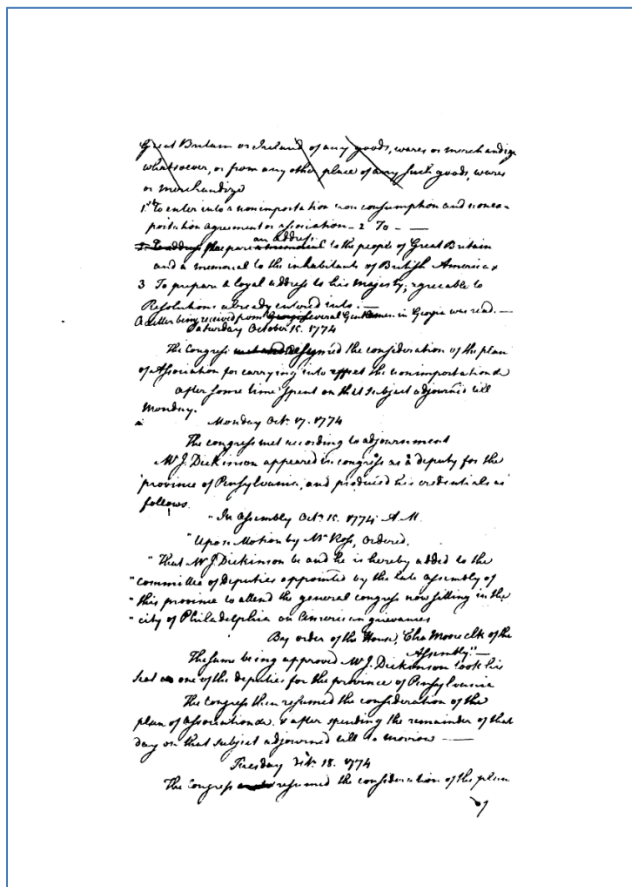 Great Britain or Ireland of any goods, wares or merchandize
whatsoever, or from any other place of any such goods, wares
or merchandize
1st To enter into a nonimportation non consumption and nonex-
portation agreement or association - 2 To - —
prepare an address to the people of Great Britain
and a memorial to the inhabitants of British America
3 To prepare a loyal address to his majesty; agreeable to
Resolutions already entered into. —
A letter being received from several Gentlemen in Georgia was read. —
Saturday October 15. 1774
The Congress resumed the consideration of the plan
of Association for carrying into effect the nonimportation &
after some time spent on that subject adjourned till
Monday.
Monday Octr. 17. 1774
The congress met according to adjournment
Mr J. Dickinson appeared in congress as a deputy for the
province of Pensylvania, and produced his credentials as
follows.
"In Assembly Octr. 15. 1774 A.M.
"Upon Motion by Mr Ross, Ordered,
"That Mr J. Dickinson be and he is hereby added to the
"committee of deputies appointed by the late assembly of
"this province to attend the general congress now sitting in the
"city of Philadelphia on American grievances
By order of the House, Chas Moore clk of the
Assembly." —
The same being approved Mr J. Dickinson took his
seat as one of the deputies for the province of Pensylvania
The Congress then resumed the consideration of the
plan of Association &. & after spending the remainder of that
day on that subject adjourned till to morrow —
Tuesday Octr. 18. 1774
The Congress resumed the consideration of the plan
of